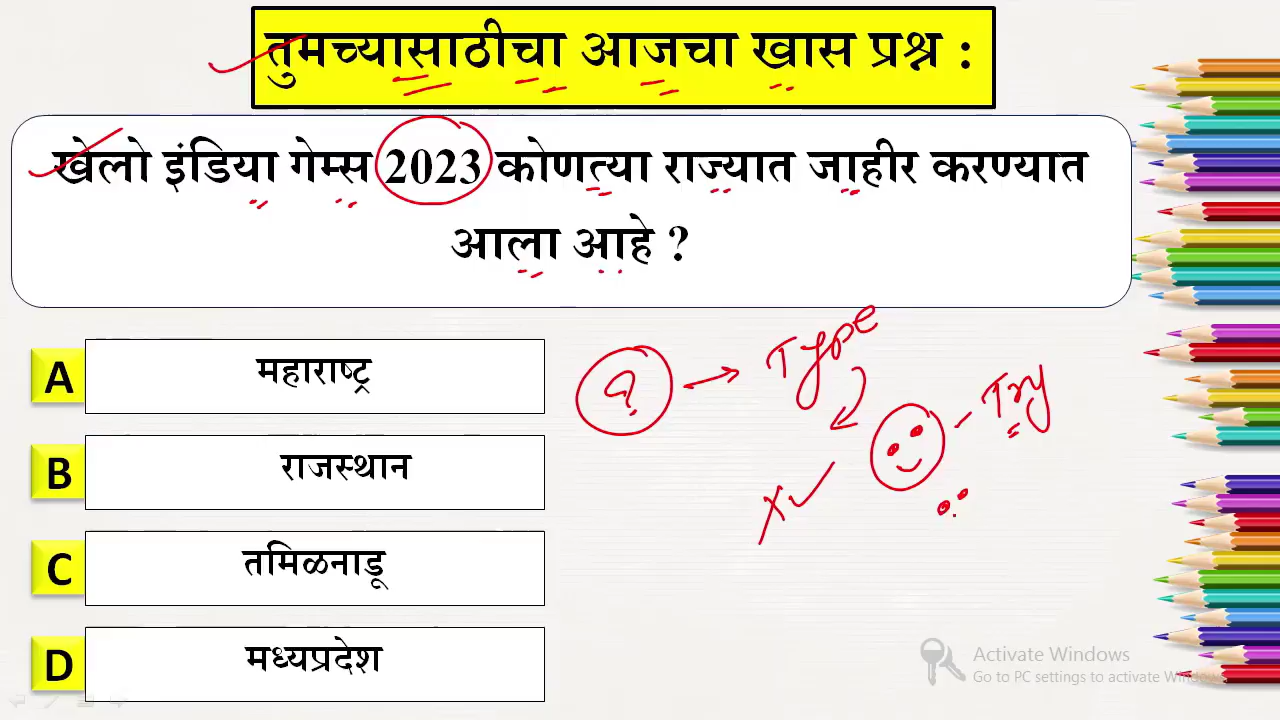 तुमच्यासाठीचा आजचा खास प्रश्न :
खेलो इंडिया गेम्स 2023 कोणत्या राज्यात जाहीर करण्यात
आला आहे ?
A महाराष्ट्र
B राजस्थान
C तमिळनाडू
D मध्यप्रदेश
? → Type
Try
Activate Windows
Go to PC settings to activate Windows.